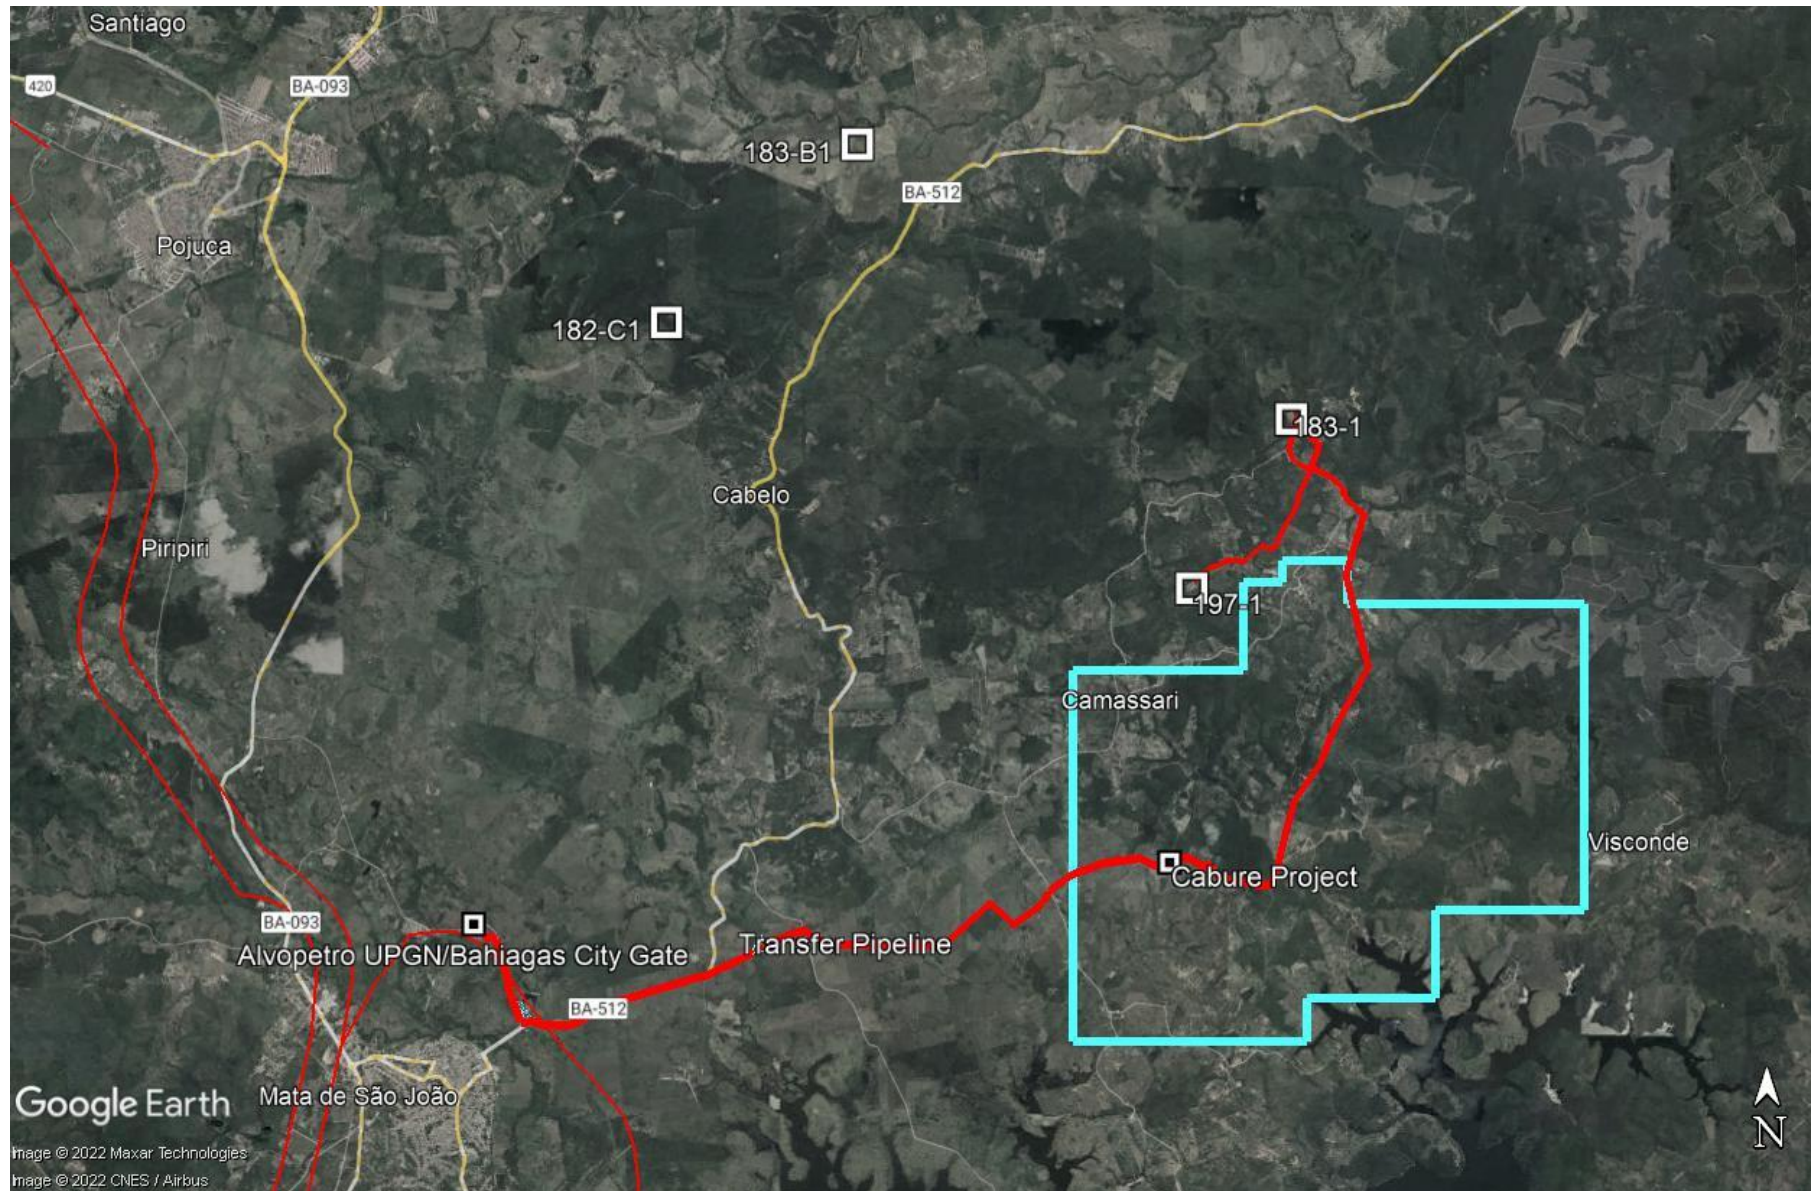 Santiago
420
BA-093
183-B1
BA-512
Pojuca
182-C1
183-1
Cabelo
Piripiri
197-1
Camassari
Visconde
Cabure Project
BA-093
Alvopetro UPGN/Bahiagas City Gate
Transfer Pipeline
BA-512
Mata de São João
Google Earth
N
Image © 2022 Maxar Technologies
Image © 2022 CNES / Airbus